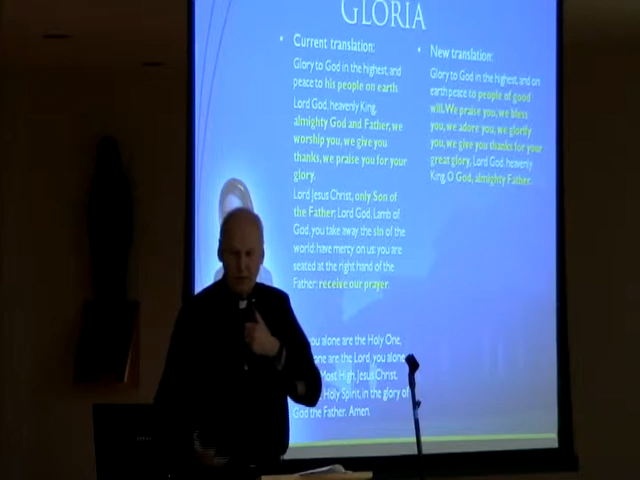 GLORIA
Current translation:
Glory to God in the highest, and
peace to his people on earth.
Lord God, heavenly King,
almighty God and Father, we
worship you, we give you
thanks, we praise you for your
glory.
Lord Jesus Christ, only Son of
the Father; Lord God, Lamb of
God, you take away the sin of the
world: have mercy on us; you are
seated at the right hand of the
Father: receive our prayer.
you alone are the Holy One,
one are the Lord, you alone
Most High, Jesus Christ,
Holy Spirit, in the glory of
God the Father. Amen.
New translation:
Glory to God in the highest, and on
earth peace to people of good
will. We praise you, we bless
you, we adore you, we glorify
you, we give you thanks for your
great glory, Lord God, heavenly
King, O God, almighty Father.